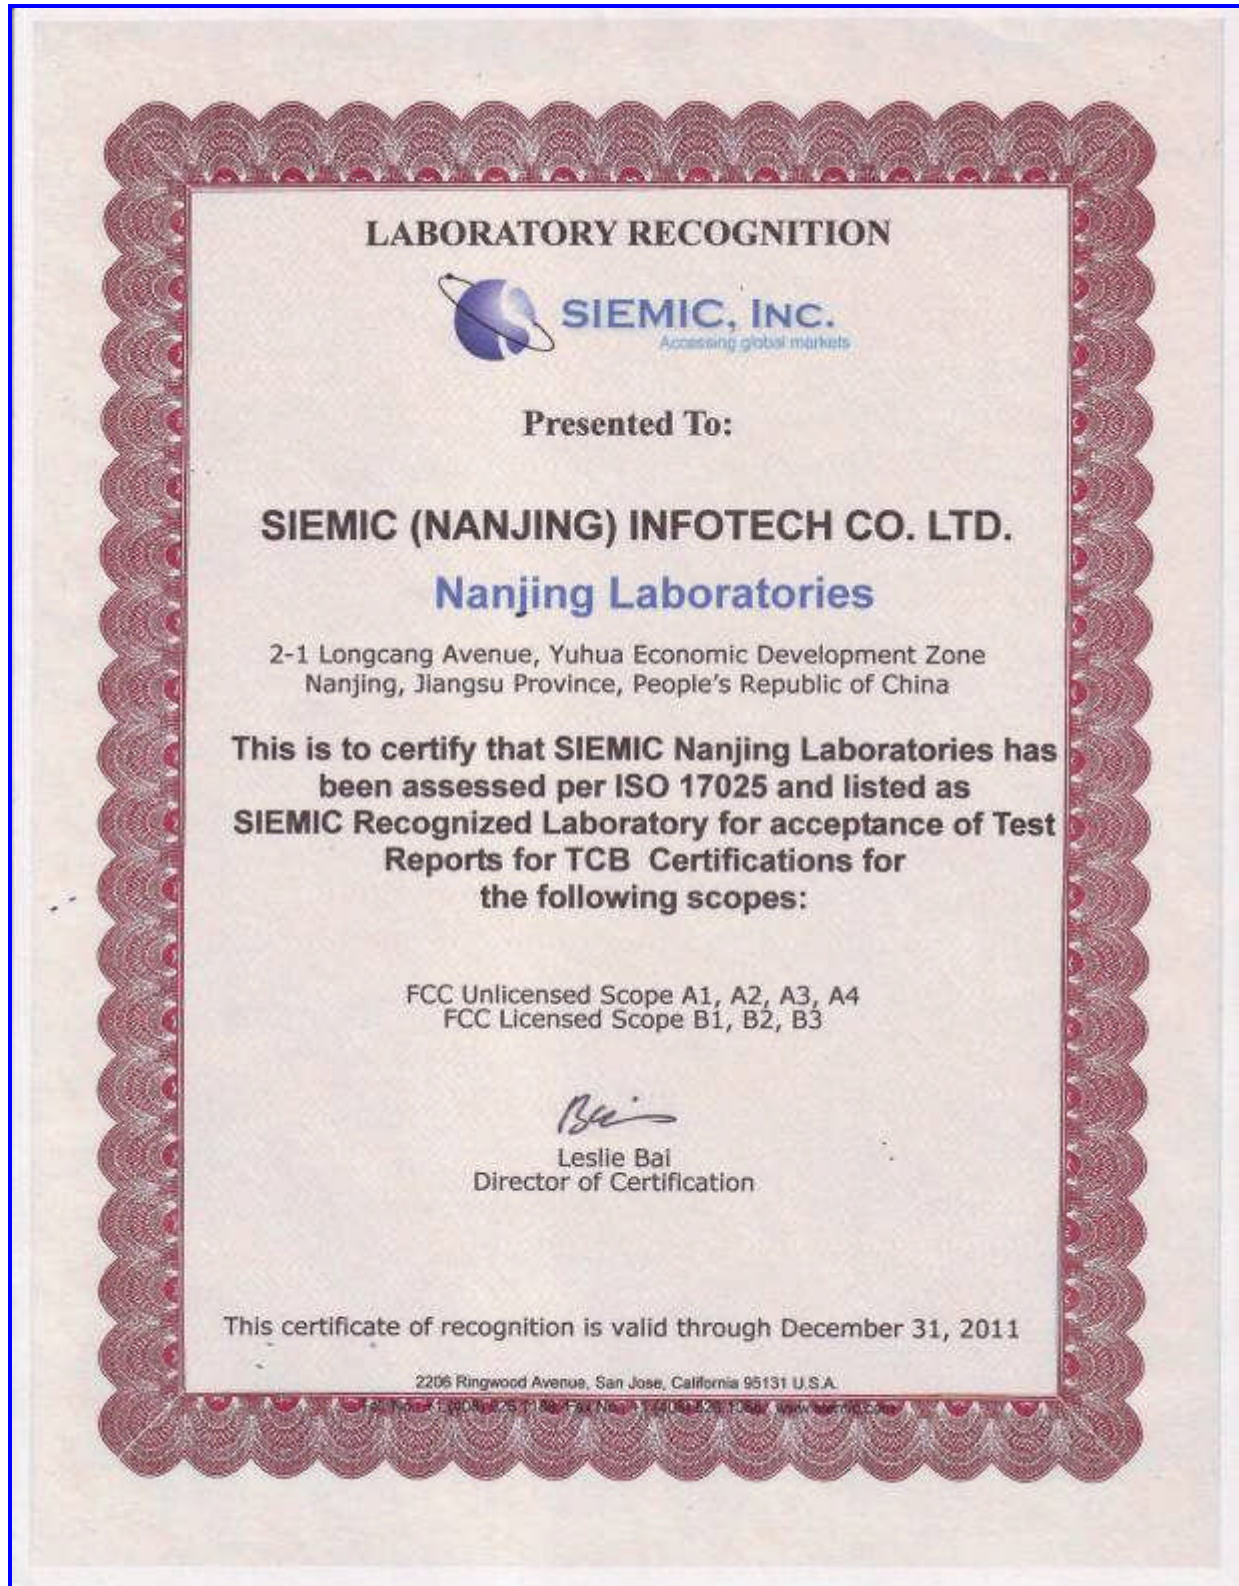 LABORATORY RECOGNITION
SIEMIC, INC.
Accessing global markets
Presented To:
SIEMIC (NANJING) INFOTECH CO. LTD.
Nanjing Laboratories
2-1 Longcang Avenue, Yuhua Economic Development Zone
Nanjing, Jiangsu Province, People's Republic of China
This is to certify that SIEMIC Nanjing Laboratories has
been assessed per ISO 17025 and listed as
SIEMIC Recognized Laboratory for acceptance of Test
Reports for TCB Certifications for
the following scopes:
FCC Unlicensed Scope A1, A2, A3, A4
FCC Licensed Scope B1, B2, B3
Leslie Bai
Director of Certification
This certificate of recognition is valid through December 31, 2011
2206 Ringwood Avenue, San Jose, California 95131 U.S.A.